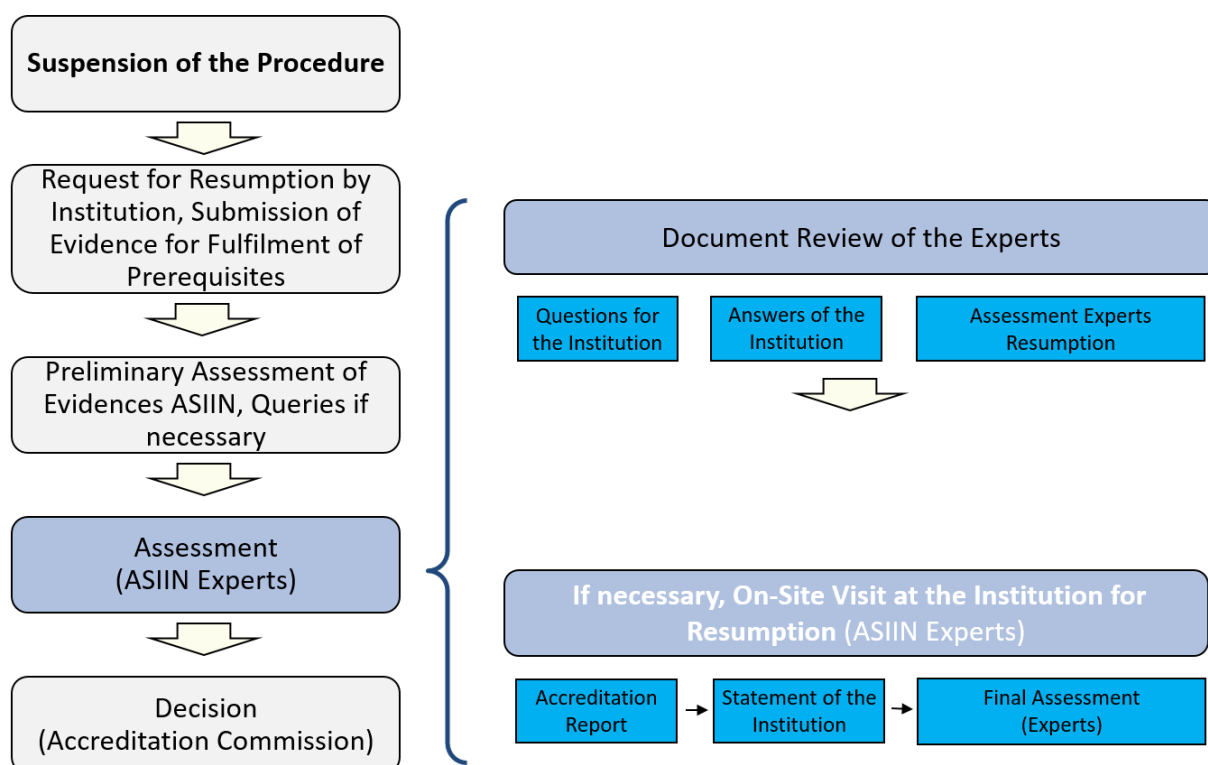 Suspension of the Procedure
Request for Resumption by
Institution, Submission of
Evidence for Fulfilment of
Prerequisites
Preliminary Assessment of
Evidences ASIIN, Queries if
necessary
Assessment
(ASIIN Experts)
Decision
(Accreditation Commission)
Document Review of the Experts
Questions for
the Institution
Answers of the
Institution
Assessment Experts
Resumption
If necessary, On-Site Visit at the Institution for
Resumption (ASIIN Experts)
Accreditation
Report
Statement of the
Institution
Final Assessment
(Experts)